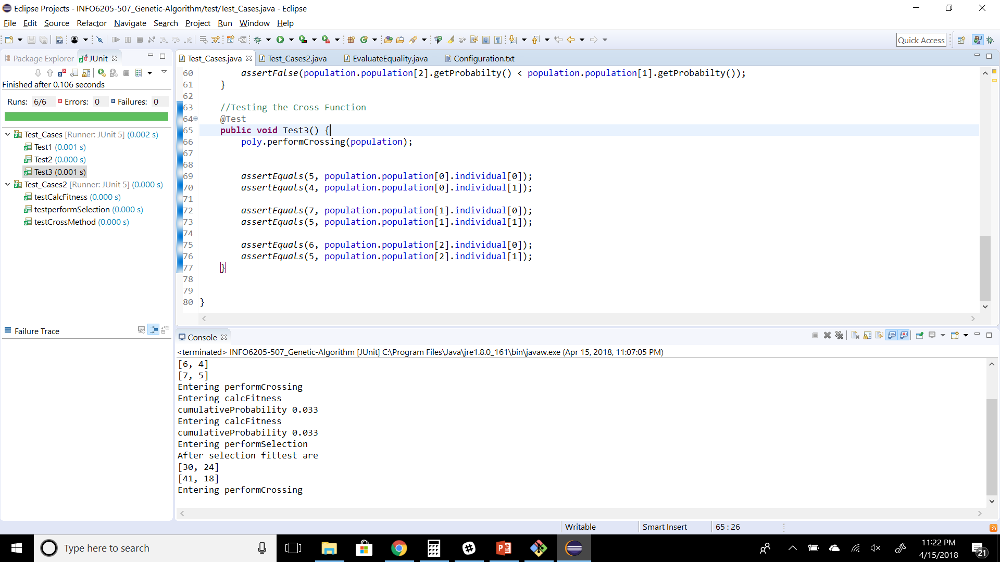 Eclipse Projects - INFO6205-507_Genetic-Algorithm/test/Test_Cases.java - Eclipse
File Edit Source Refactor Navigate Search Project Run Window Help
Quick Access
Package Explorer JUnit
Finished after 0.106 seconds
Runs: 6/6 Errors: 0 Failures: 0
Test_Cases [Runner: JUnit 5] (0.002 s)
Test1 (0.001 s)
Test2 (0.000 s)
Test3 (0.001 s)
Test_Cases2 [Runner: JUnit 5] (0.000 s)
testCalcFitness (0.000 s)
testperformSelection (0.000 s)
testCrossMethod (0.000 s)
Failure Trace
Test_Cases.java Test_Cases2.java EvaluateEquality.java Configuration.txt
60 assertFalse(population.population[2].getProbabilty() < population.population[1].getProbabilty());
61 }
62
63 //Testing the Cross Function
64 @Test
65 public void Test3() {
66 poly.performCrossing(population);
67
68
69 assertEquals(5, population.population[0].individual[0]);
70 assertEquals(4, population.population[0].individual[1]);
71
72 assertEquals(7, population.population[1].individual[0]);
73 assertEquals(5, population.population[1].individual[1]);
74
75 assertEquals(6, population.population[2].individual[0]);
76 assertEquals(5, population.population[2].individual[1]);
77 }
78
79
80 }
Console
<terminated> INFO6205-507_Genetic-Algorithm [JUnit] C:\Program Files\Java\jre1.8.0_161\bin\javaw.exe (Apr 15, 2018, 11:07:05 PM)
[6, 4]
[7, 5]
Entering performCrossing
Entering calcFitness
cumulativeProbability 0.033
Entering calcFitness
cumulativeProbability 0.033
Entering performSelection
After selection fittest are
[30, 24]
[41, 18]
Entering performCrossing
Writable Smart Insert 65 : 26
Type here to search
11:22 PM
4/15/2018
21